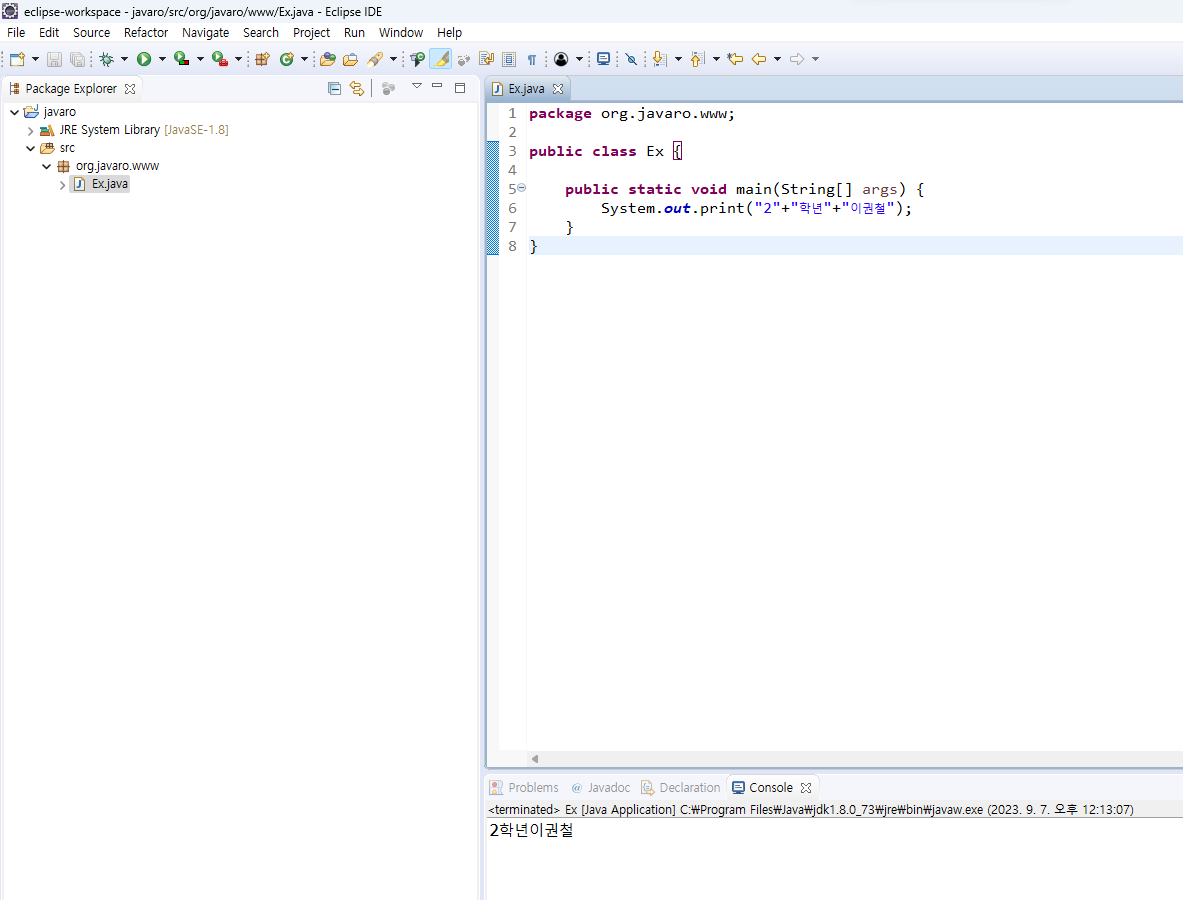 eclipse-workspace - javaro/src/org/javaro/www/Ex.java - Eclipse IDE
File Edit Source Refactor Navigate Search Project Run Window Help
Package Explorer
javaro
JRE System Library [JavaSE-1.8]
src
org.javaro.www
Ex.java
Ex.java
1 package org.javaro.www;
2
3 public class Ex {
4
5 public static void main(String[] args) {
6 System.out.print("2"+"학년"+"이권철");
7 }
8 }
Problems @ Javadoc Declaration Console
<terminated> Ex [Java Application] C:₩Program Files₩Java₩jdk1.8.0_73₩jre₩bin₩javaw.exe (2023. 9. 7. 오후 12:13:07)
2학년이권철